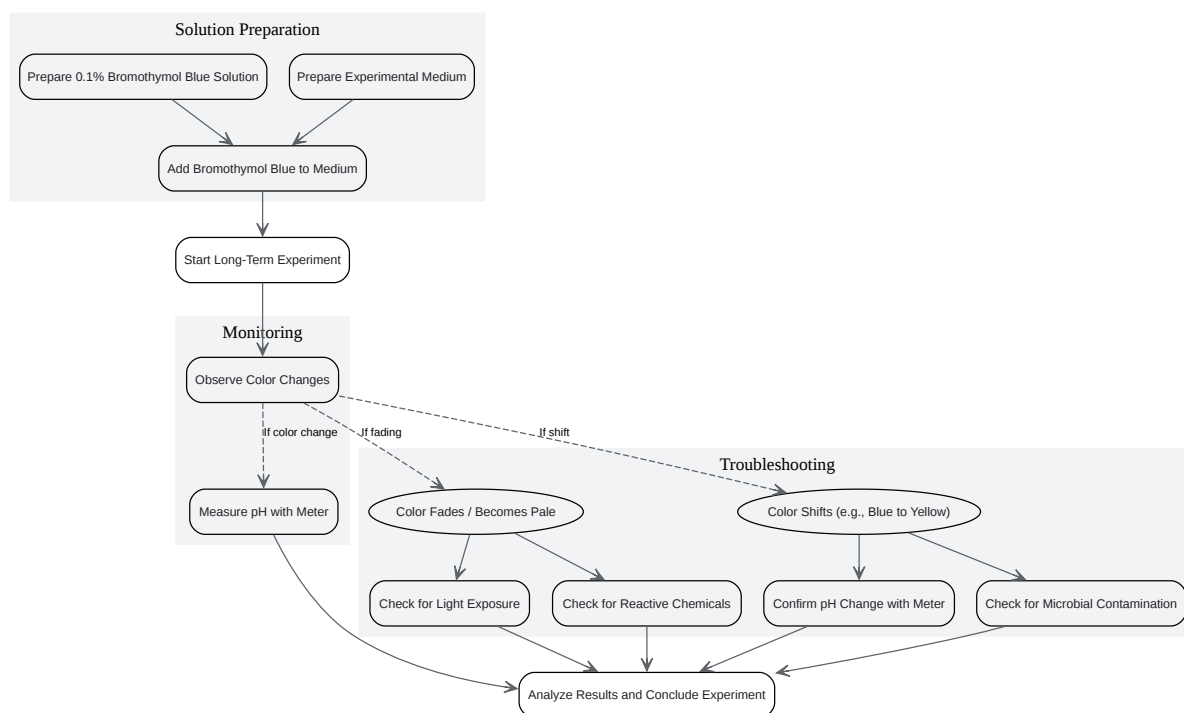 Solution Preparation
Prepare 0.1% Bromothymol Blue Solution
Prepare Experimental Medium
Add Bromothymol Blue to Medium
Start Long-Term Experiment
Monitoring
Observe Color Changes
If color change
If fading
If shift
Troubleshooting
Measure pH with Meter
Color Fades / Becomes Pale
Color Shifts (e.g., Blue to Yellow)
Check for Light Exposure
Check for Reactive Chemicals
Confirm pH Change with Meter
Check for Microbial Contamination
Analyze Results and Conclude Experiment